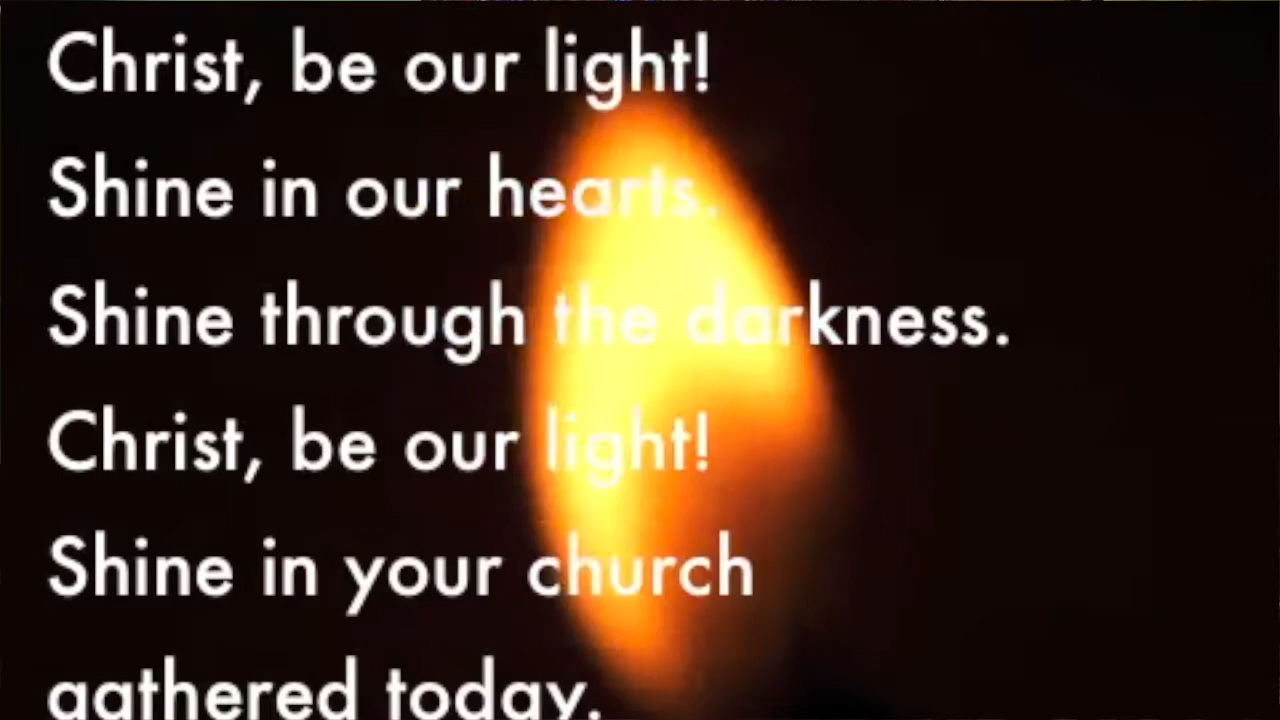 Christ, be our light!
Shine in our hearts.
Shine through the darkness.
Christ, be our light!
Shine in your church
gathered today.